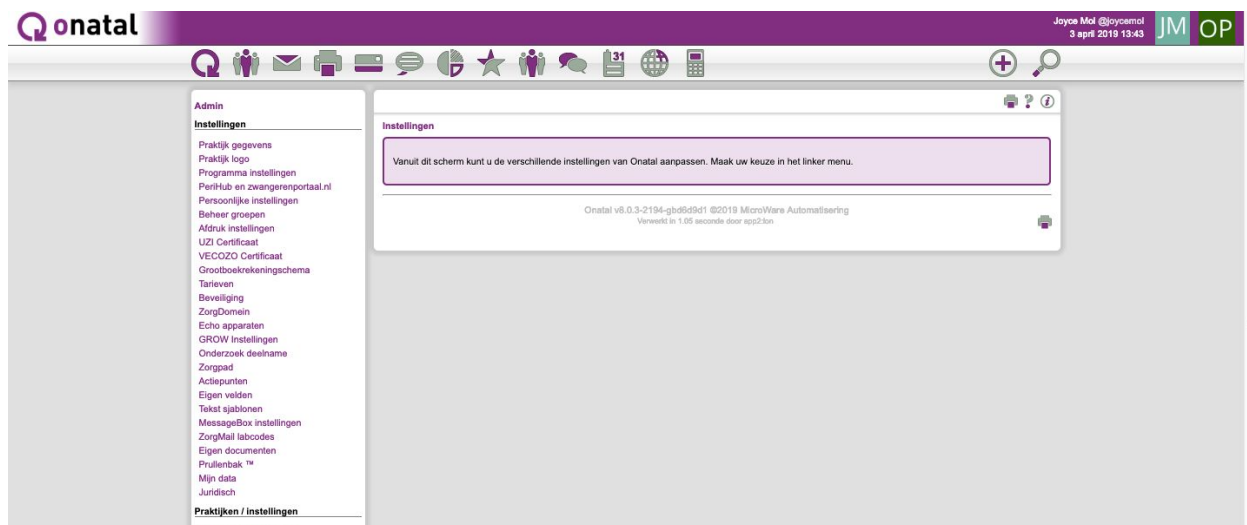 onatal
Joyce Mol @joycemol
3 april 2019 13:43
JM
OP
31
Admin
Instellingen
Praktijk gegevens
Praktijk logo
Programma instellingen
PeriHub en zwangerenportaal.nl
Persoonlijke instellingen
Beheer groepen
Afdruk instellingen
UZI Certificaat
VECOZO Certificaat
Grootboekrekeningschema
Tarieven
Beveiliging
ZorgDomein
Echo apparaten
GROW Instellingen
Onderzoek deelname
Zorgpad
Actiepunten
Eigen velden
Tekst sjablonen
MessageBox instellingen
ZorgMail labcodes
Eigen documenten
Prullenbak ™
Mijn data
Juridisch
Praktijken / instellingen
Instellingen
Vanuit dit scherm kunt u de verschillende instellingen van Onatal aanpassen. Maak uw keuze in het linker menu.
Onatal v8.0.3-2194-gbd6d9d1 ©2019 MicroWare Automatisering
Verwerkt in 1.05 seconde door app2:lon